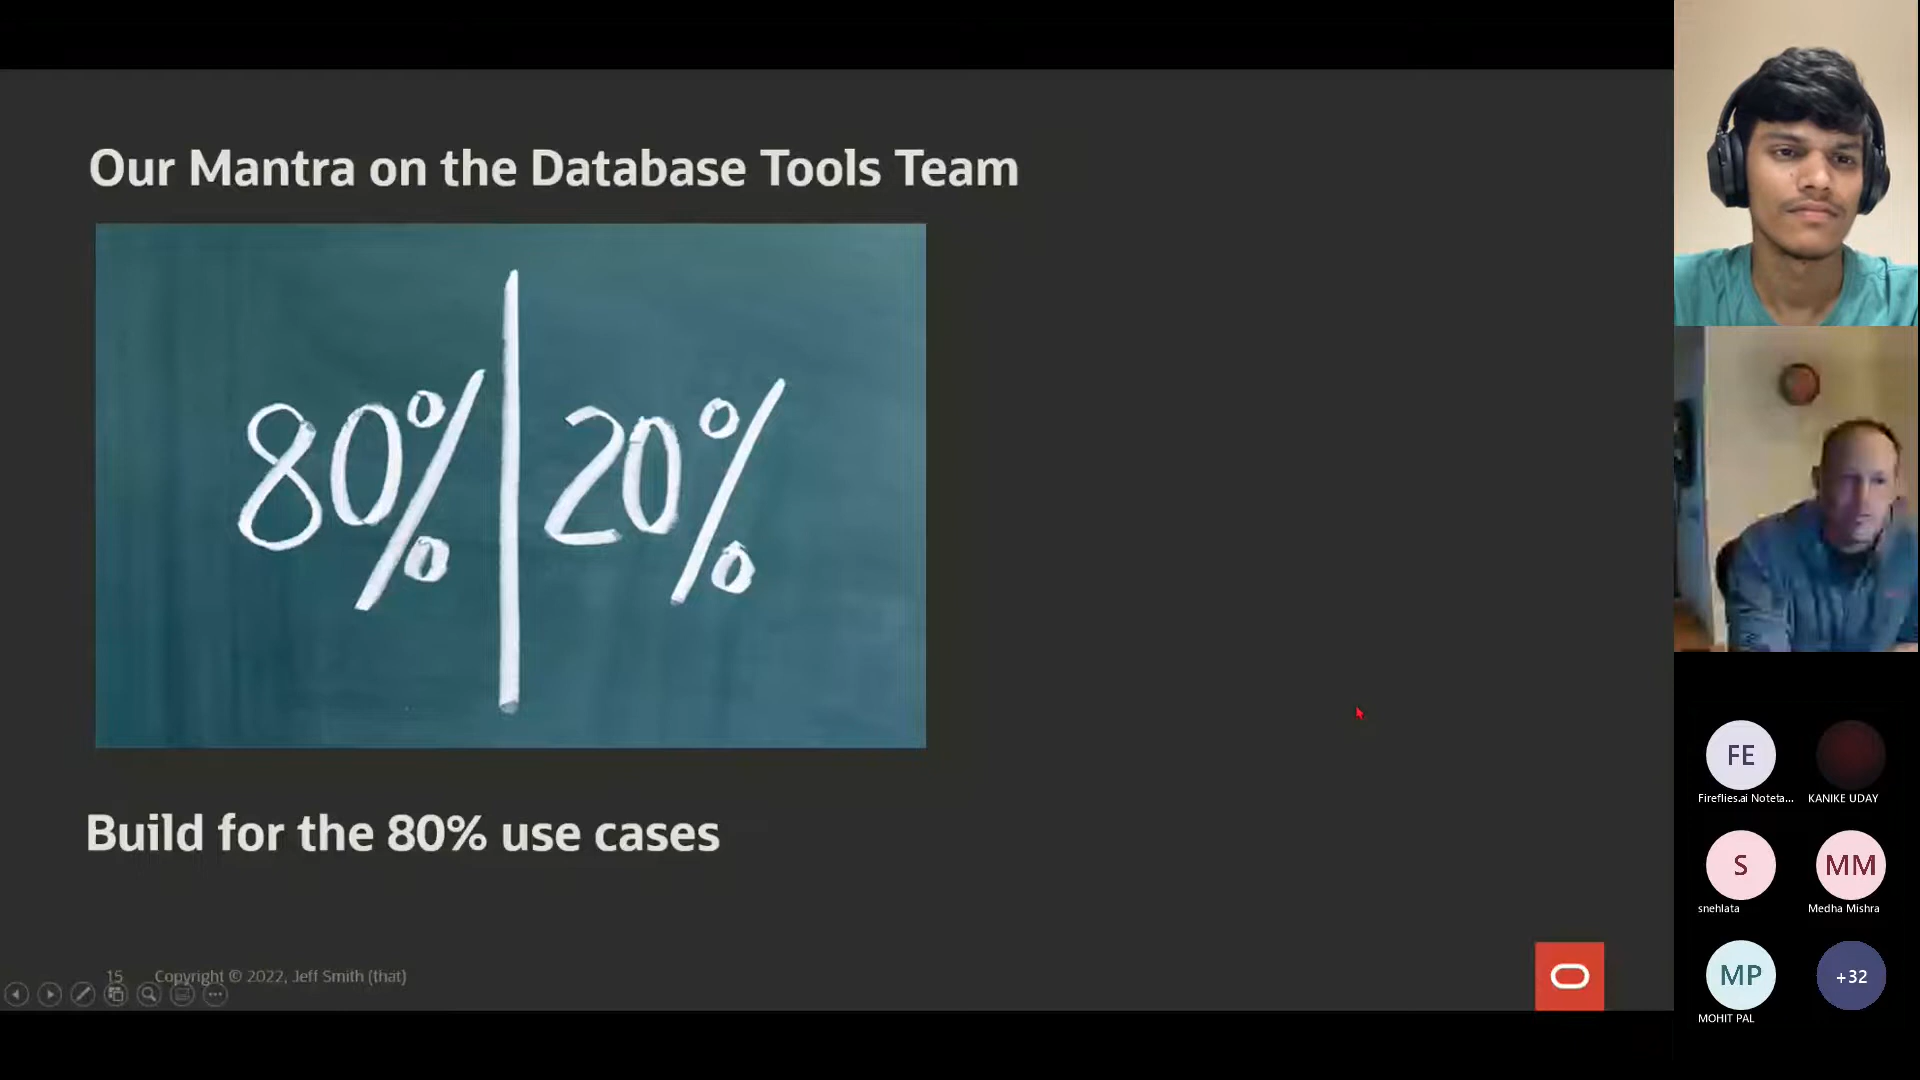 Our Mantra on the Database Tools Team
80% 20%
Build for the 80% use cases
15 Copyright © 2022, Jeff Smith (that)
FE
Fireflies.ai Noteta...
KANIKE UDAY
S
snehlata
MM
Medha Mishra
MP
MOHIT PAL
+32